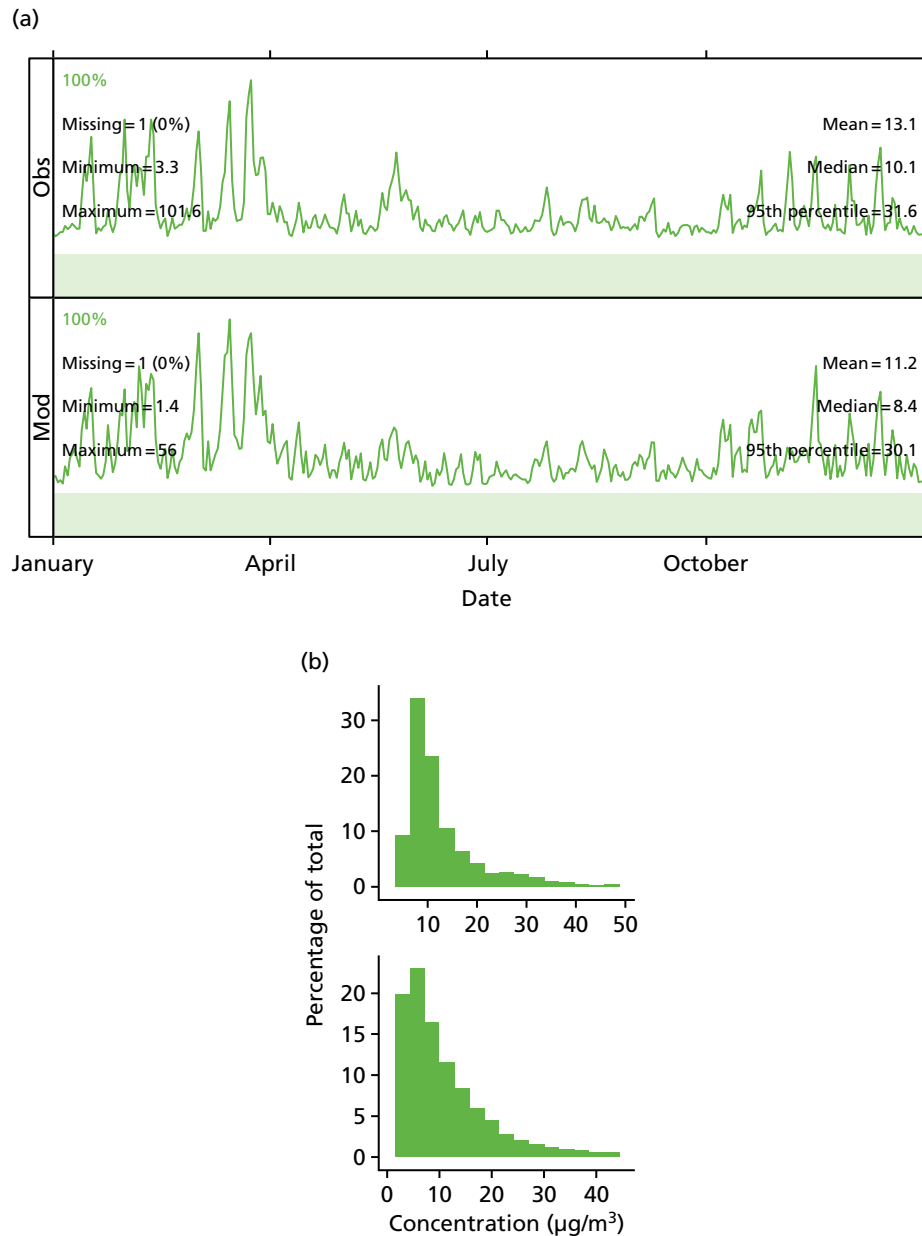 (a)
100%
Missing = 1 (0%)
Mean = 13.1
Minimum = 3.3
Median = 10.1
Maximum = 101.6
95th percentile = 31.6
Obs
100%
Missing = 1 (0%)
Mean = 11.2
Minimum = 1.4
Median = 8.4
Maximum = 56
95th percentile = 30.1
Mod
January April July October
Date
(b)
30
20
10
0
10 20 30 40 50
Percentage of total
20
15
10
5
0
0 10 20 30 40
Concentration (µg/m³)